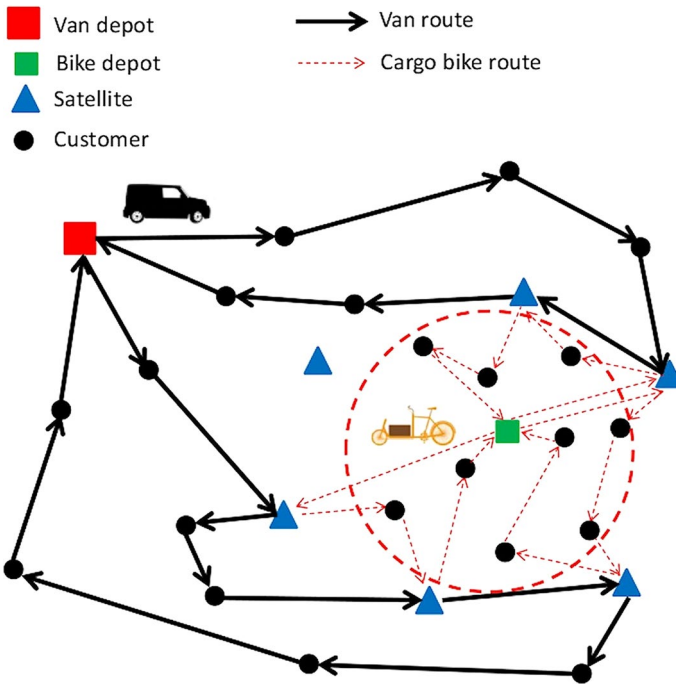 Van depot
Bike depot
Satellite
Customer
Van route
Cargo bike route